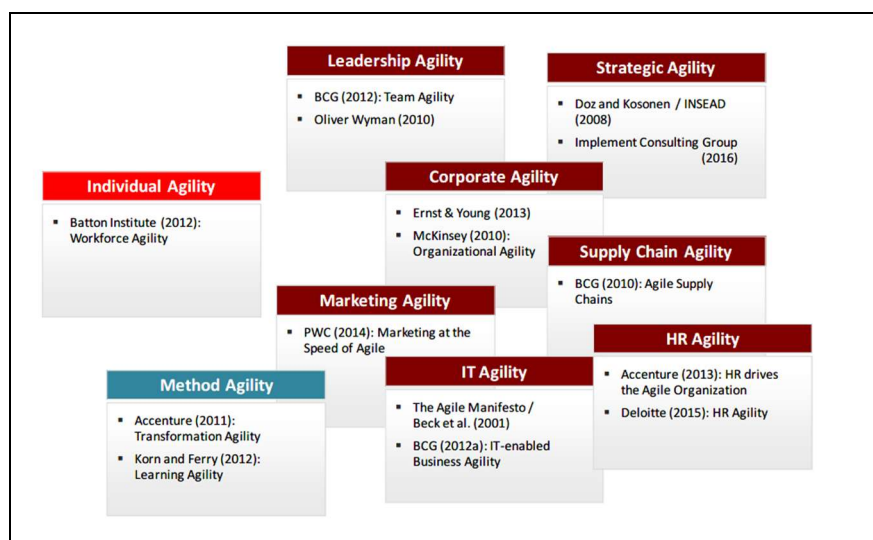 Leadership Agility
▪ BCG (2012): Team Agility
▪ Oliver Wyman (2010)
Strategic Agility
▪ Doz and Kosonen / INSEAD
(2008)
▪ Implement Consulting Group
(2016)
Individual Agility
▪ Batton Institute (2012):
Workforce Agility
Corporate Agility
▪ Ernst & Young (2013)
▪ McKinsey (2010):
Organizational Agility
Supply Chain Agility
▪ BCG (2010): Agile Supply
Chains
Marketing Agility
▪ PWC (2014): Marketing at the
Speed of Agile
HR Agility
▪ Accenture (2013): HR drives
the Agile Organization
▪ Deloitte (2015): HR Agility
Method Agility
▪ Accenture (2011):
Transformation Agility
▪ Korn and Ferry (2012):
Learning Agility
IT Agility
▪ The Agile Manifesto /
Beck et al. (2001)
▪ BCG (2012a): IT-enabled
Business Agility